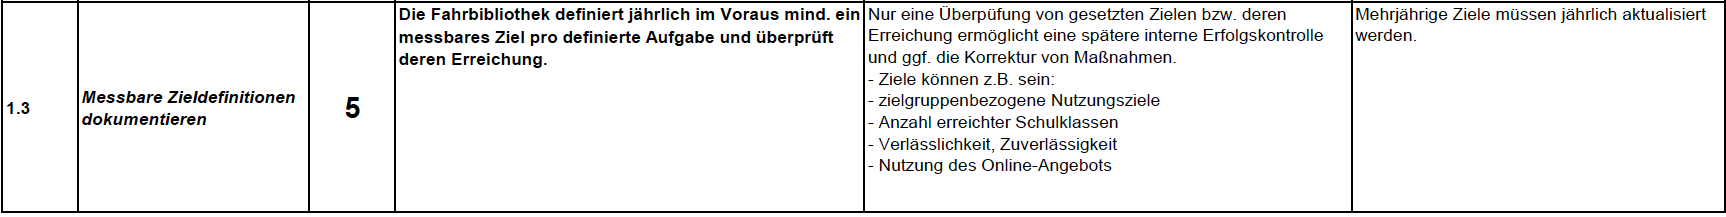 1.3
Messbare Zieldefinitionen
dokumentieren
5
Die Fahrbibliothek definiert jährlich im Voraus mind. ein
messbares Ziel pro definierte Aufgabe und überprüft
deren Erreichung.
Nur eine Überpüfung von gesetzten Zielen bzw. deren
Erreichung ermöglicht eine spätere interne Erfolgskontrolle
und ggf. die Korrektur von Maßnahmen.
- Ziele können z.B. sein:
- zielgruppenbezogene Nutzungsziele
- Anzahl erreichter Schulklassen
- Verlässlichkeit, Zuverlässigkeit
- Nutzung des Online-Angebots
Mehrjährige Ziele müssen jährlich aktualisiert
werden.